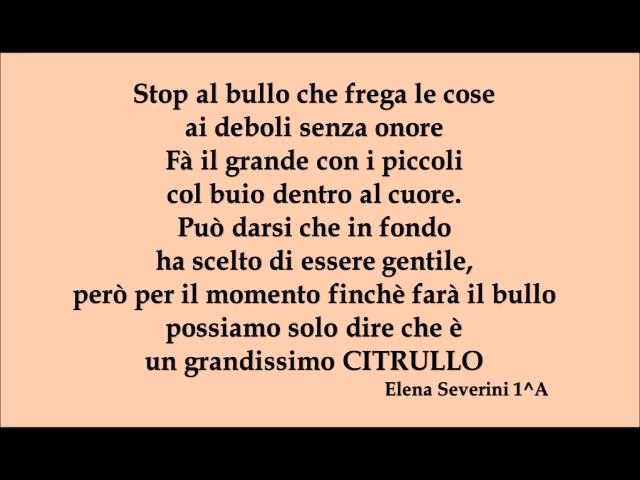 Stop al bullo che frega le cose
ai deboli senza onore
Fà il grande con i piccoli
col buio dentro al cuore.
Può darsi che in fondo
ha scelto di essere gentile,
però per il momento finchè farà il bullo
possiamo solo dire che è
un grandissimo CITRULLO
Elena Severini 1^A